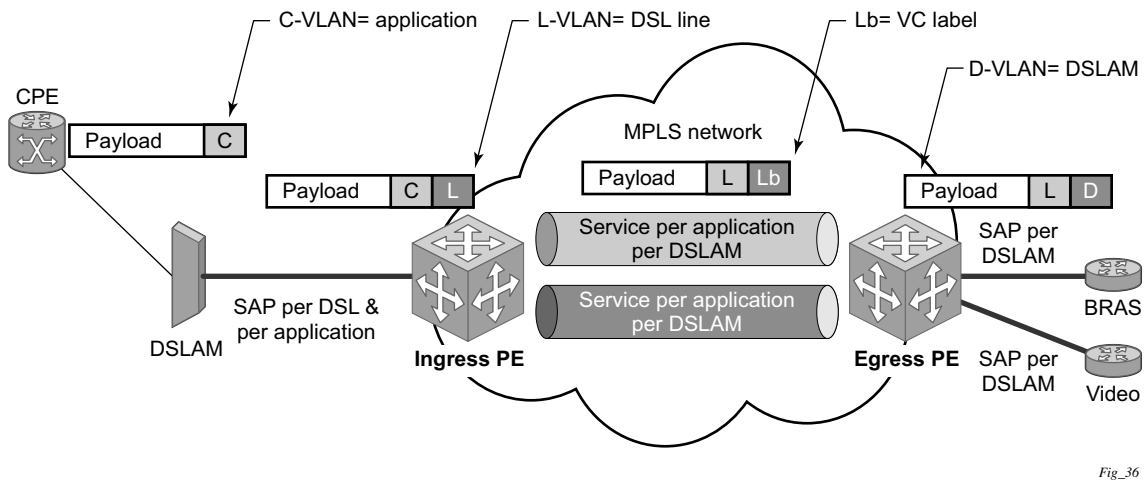 C-VLAN= application
L-VLAN= DSL line
Lb= VC label
D-VLAN= DSLAM
CPE
Payload C
MPLS network
Payload C L
Payload L Lb
Payload L D
Service per application
per DSLAM
SAP per
DSLAM
SAP per DSL &
per application
Service per application
per DSLAM
BRAS
DSLAM
Ingress PE
Egress PE
SAP per
DSLAM
Video
Fig_36